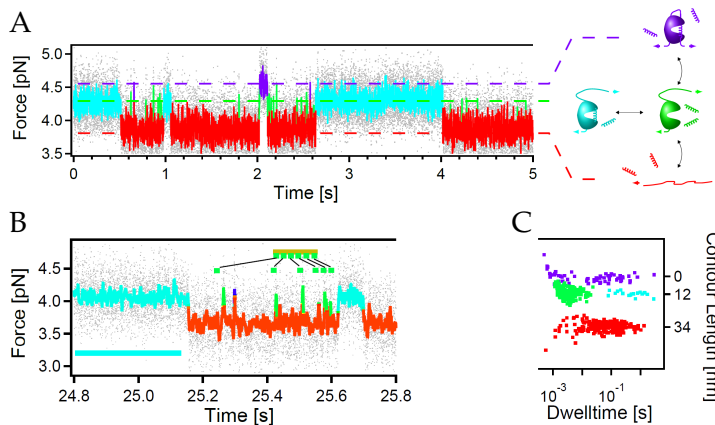 A
Force [pN]
5.0
4.5
4.0
3.5
0
1
2
3
4
5
Time [s]
B
Force [pN]
4.5
4.0
3.5
3.0
24.8
25.0
25.2
25.4
25.6
25.8
Time [s]
C
0
12
34
Contour Length [nm]
10-3
10-1
Dwelltime [s]